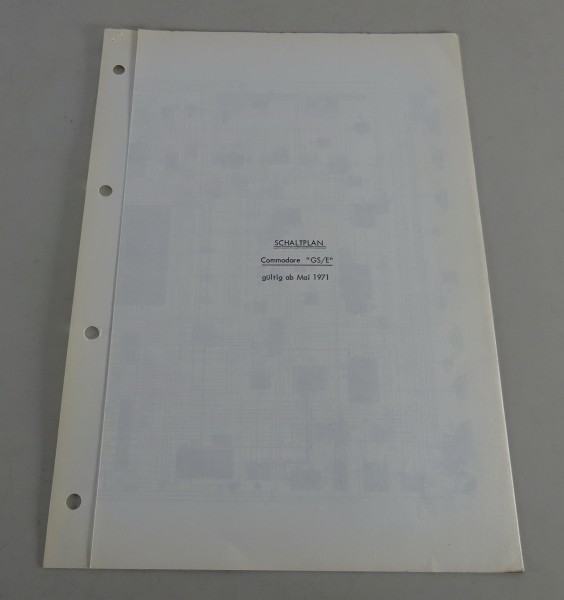 SCHALTPLAN
Commodore "GS/E"
gültig ab Mai 1971